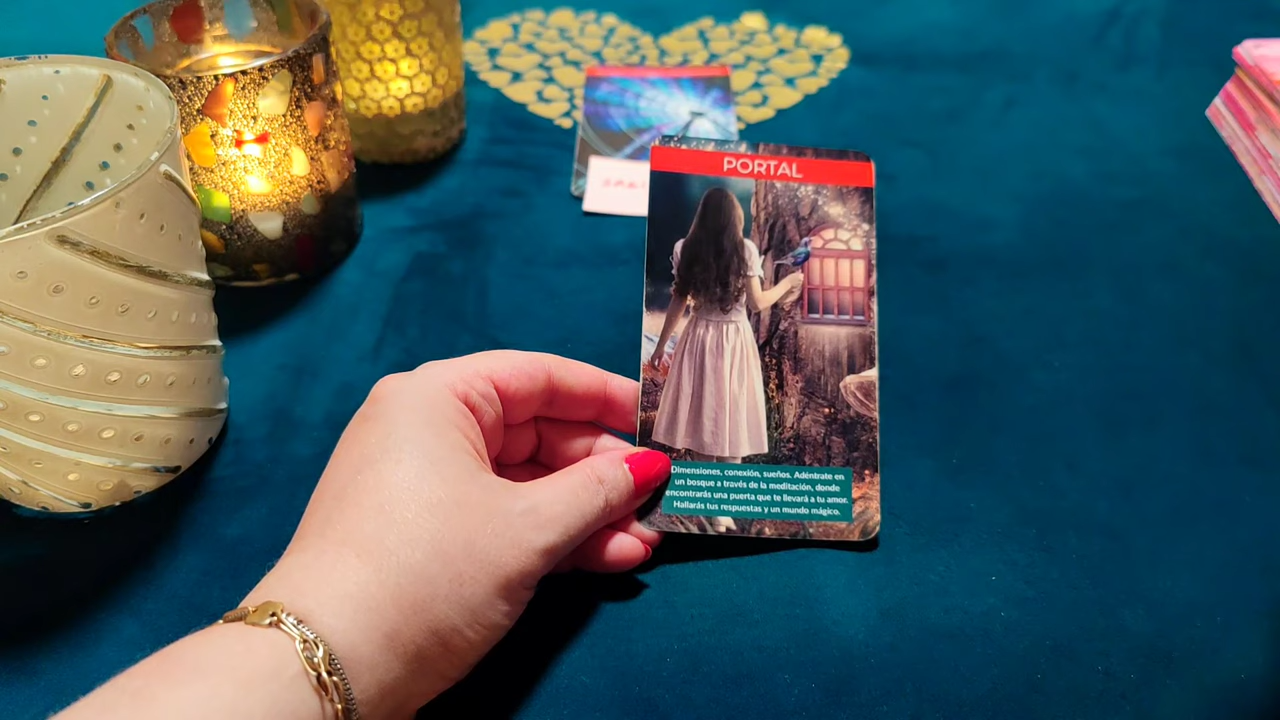 PORTAL
Dimensiones, conexión, sueños. Adéntrate en
un bosque a través de la meditación, donde
encontrarás una puerta que te llevará a tu amor.
Hallarás tus respuestas y un mundo mágico.